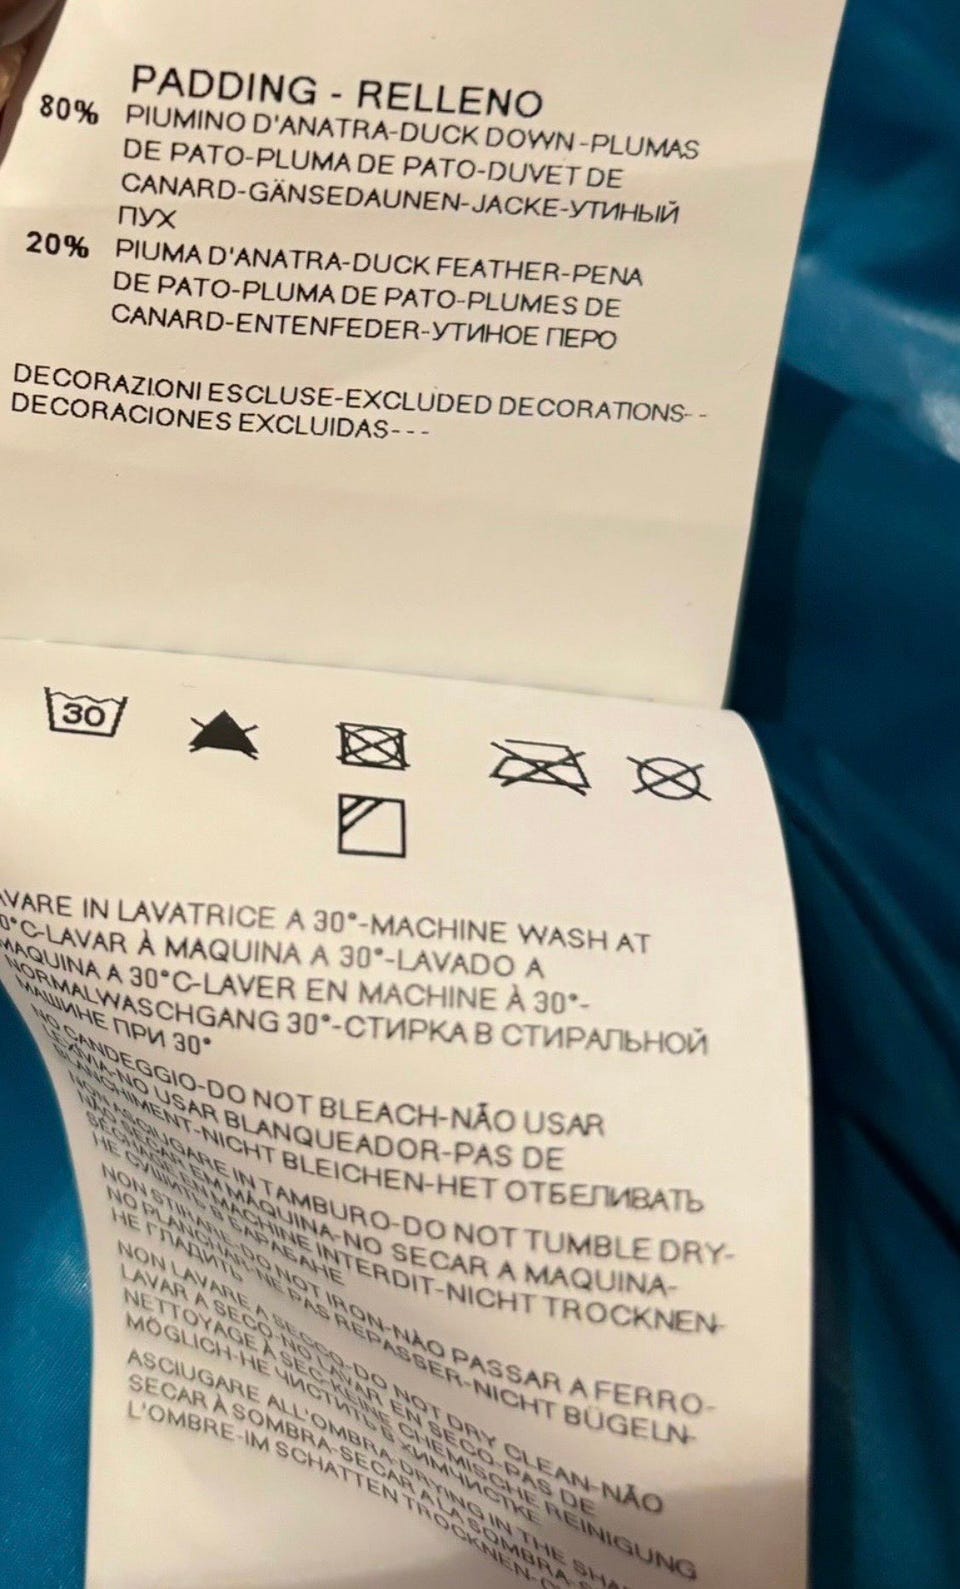 PADDING - RELLENO
80% PIUMINO D'ANATRA-DUCK DOWN-PLUMAS
DE PATO-PLUMA DE PATO-DUVET DE
CANARD-GÄNSEDAUNEN-JACKE-УТИНЫЙ
ПУХ
20% PIUMA D'ANATRA-DUCK FEATHER-PENA
DE PATO-PLUMA DE PATO-PLUMES DE
CANARD-ENTENFEDER-УТИНОЕ ПЕРО
DECORAZIONI ESCLUSE-EXCLUDED DECORATIONS--
DECORACIONES EXCLUIDAS---
30
AVARE IN LAVATRICE A 30°-MACHINE WASH AT
0°C-LAVAR À MAQUINA A 30°-LAVADO A
MAQUINA A 30°C-LAVER EN MACHINE À 30°-
NORMALWASCHGANG 30°-СТИРКА В СТИРАЛЬНОЙ
МАШИНЕ ПРИ 30°
NO CANDEGGIO-DO NOT BLEACH-NÃO USAR
LEXIVIA-NO USAR BLANQUEADOR-PAS DE
BLANCHIMENT-NICHT BLEICHEN-НЕТ ОТБЕЛИВАТЬ
NON ASCIUGARE IN TAMBURO-DO NOT TUMBLE DRY-
NÃO SECAR EM MÀQUINA-NO SECAR A MAQUINA-
SÉCHAGE EN MACHINE INTERDIT-NICHT TROCKNEN-
НЕ СУШИТЬ В БАРАБАНЕ
NON STIRARE-DO NOT IRON-NÀO PASSAR A FERRO-
NO PLANCHAR-NE PAS REPASSER-NICHT BÜGELN-
НЕ ГЛАДИТЬ
NON LAVARE A SECCO-DO NOT DRY CLEAN-NÃO
LAVAR A SECO-NO LAVAR EN SECO-PAS DE
NETTOYAGE À SEC-KEINE CHEMISCHE REINIGUNG
MÖGLICH-НЕ ЧИСТИТЬ В ХИМЧИСТКЕ
ASCIUGARE ALL'OMBRA-DRYING IN THE SHA
SECAR À SOMBRA-SECAR A LA SOMBRA-
L'OMBRE-IM SCHATTEN TROCKNEN-